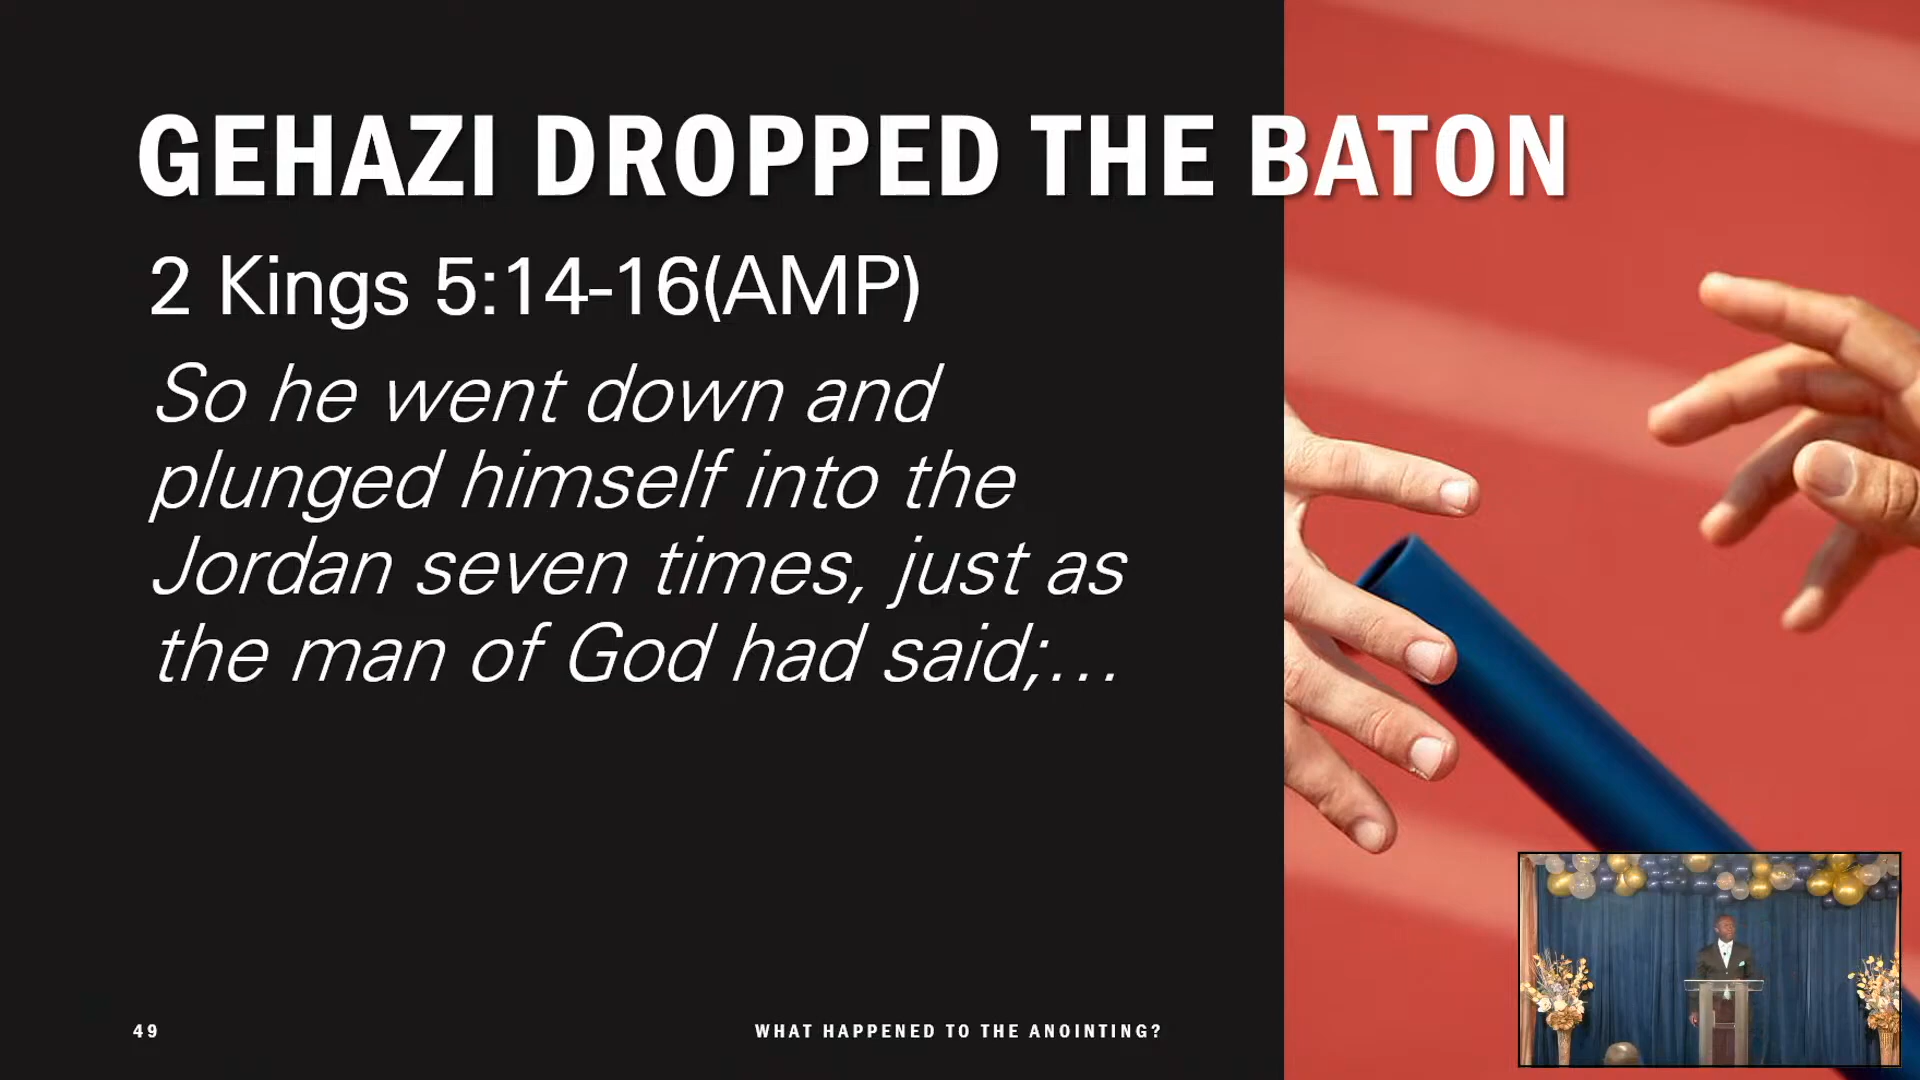 GEHAZI DROPPED THE BATON
2 Kings 5:14-16(AMP)
So he went down and
plunged himself into the
Jordan seven times, just as
the man of God had said;...
49
WHAT HAPPENED TO THE ANOINTING?